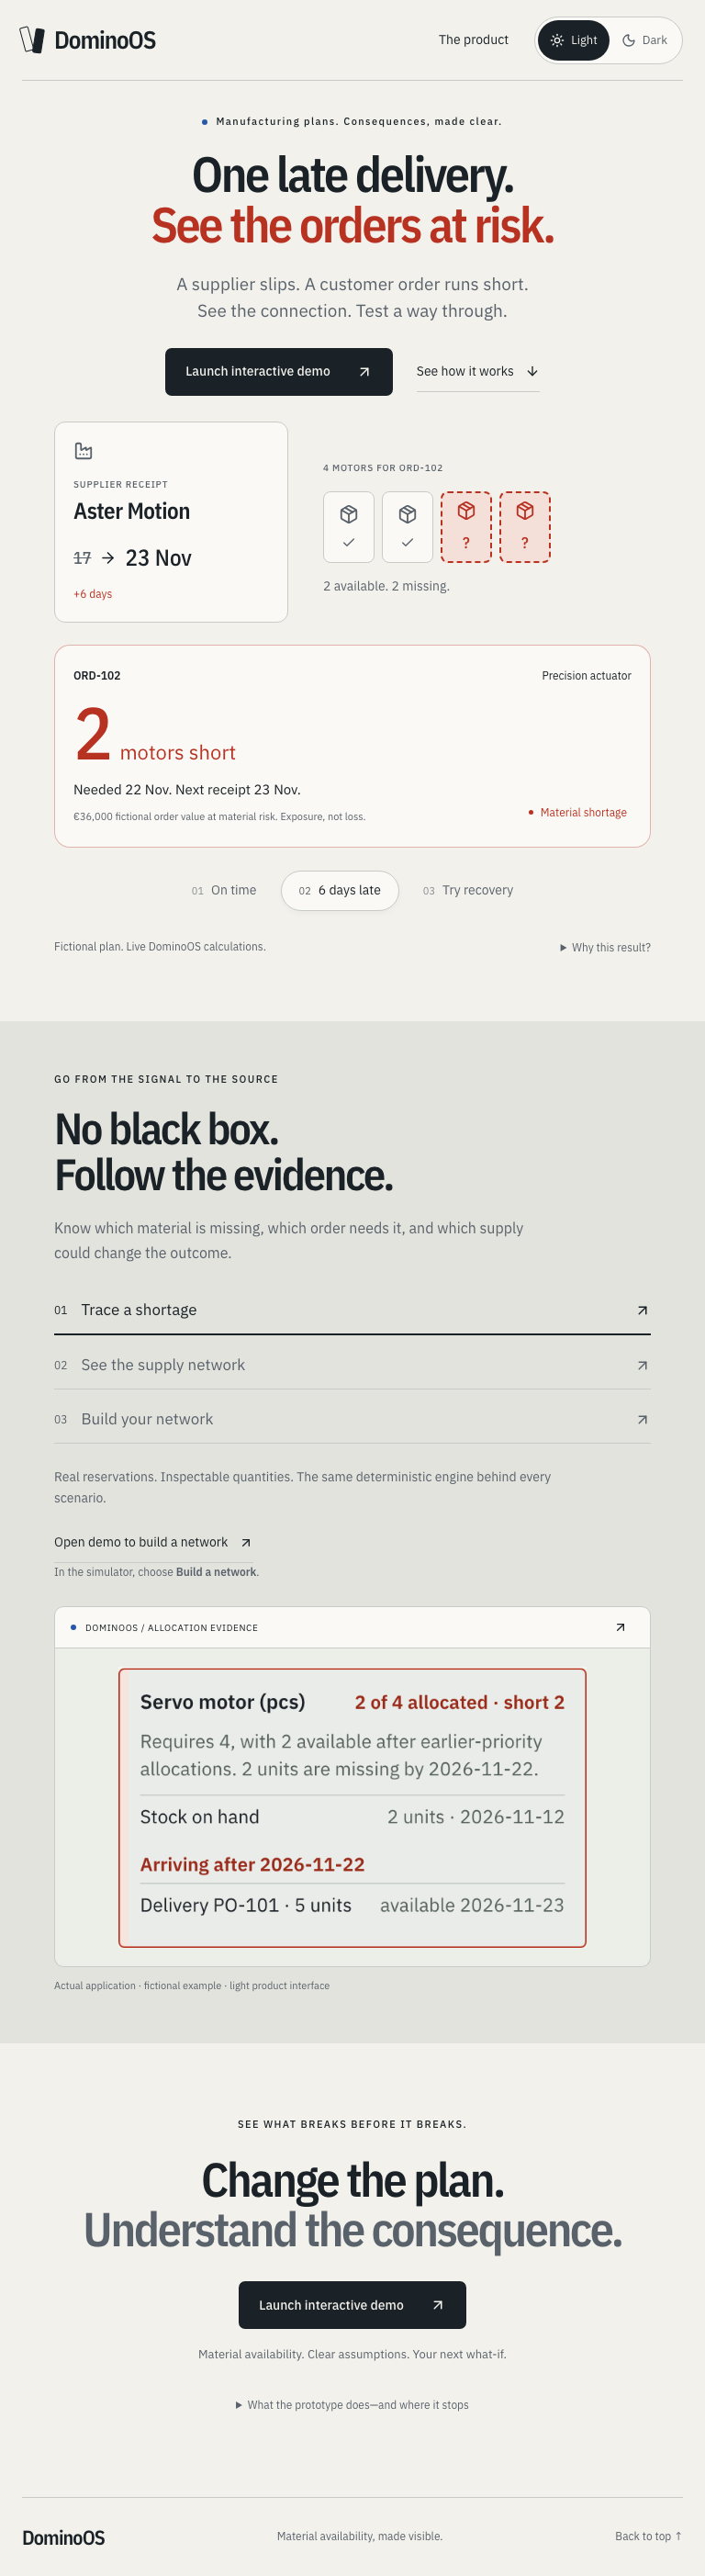 DominoOS
The product
Light
Dark
Manufacturing plans. Consequences, made clear.
One late delivery.
See the orders at risk.
A supplier slips. A customer order runs short.
See the connection. Test a way through.
Launch interactive demo
See how it works ↓
SUPPLIER RECEIPT
Aster Motion
17 → 23 Nov
+6 days
4 MOTORS FOR ORD-102
? ?
2 available. 2 missing.
ORD-102
Precision actuator
2 motors short
Needed 22 Nov. Next receipt 23 Nov.
€36,000 fictional order value at material risk. Exposure, not loss.
Material shortage
01 On time
02 6 days late
03 Try recovery
Fictional plan. Live DominoOS calculations.
▶ Why this result?
GO FROM THE SIGNAL TO THE SOURCE
No black box.
Follow the evidence.
Know which material is missing, which order needs it, and which supply
could change the outcome.
01 Trace a shortage
02 See the supply network
03 Build your network
Real reservations. Inspectable quantities. The same deterministic engine behind every
scenario.
Open demo to build a network
In the simulator, choose Build a network.
DOMINOOS / ALLOCATION EVIDENCE
Servo motor (pcs)
2 of 4 allocated · short 2
Requires 4, with 2 available after earlier-priority
allocations. 2 units are missing by 2026-11-22.
Stock on hand
2 units · 2026-11-12
Arriving after 2026-11-22
Delivery PO-101 · 5 units
available 2026-11-23
Actual application · fictional example · light product interface
SEE WHAT BREAKS BEFORE IT BREAKS.
Change the plan.
Understand the consequence.
Launch interactive demo
Material availability. Clear assumptions. Your next what-if.
▶ What the prototype does—and where it stops
DominoOS
Material availability, made visible.
Back to top ↑